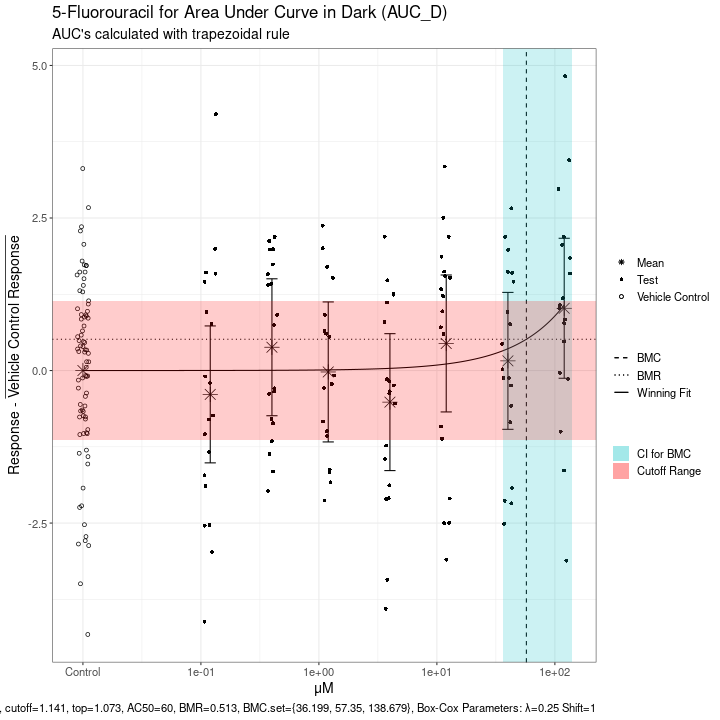 5-Fluorouracil for Area Under Curve in Dark (AUC_D)
AUC's calculated with trapezoidal rule
Response - Vehicle Control Response
5.0
2.5
0.0
-2.5
Control
1e-01
1e+00
1e+01
1e+02
μM
Mean
Test
Vehicle Control
BMC
BMR
Winning Fit
CI for BMC
Cutoff Range
, cutoff=1.141, top=1.073, AC50=60, BMR=0.513, BMC.set={36.199, 57.35, 138.679}, Box-Cox Parameters: λ=0.25 Shift=1